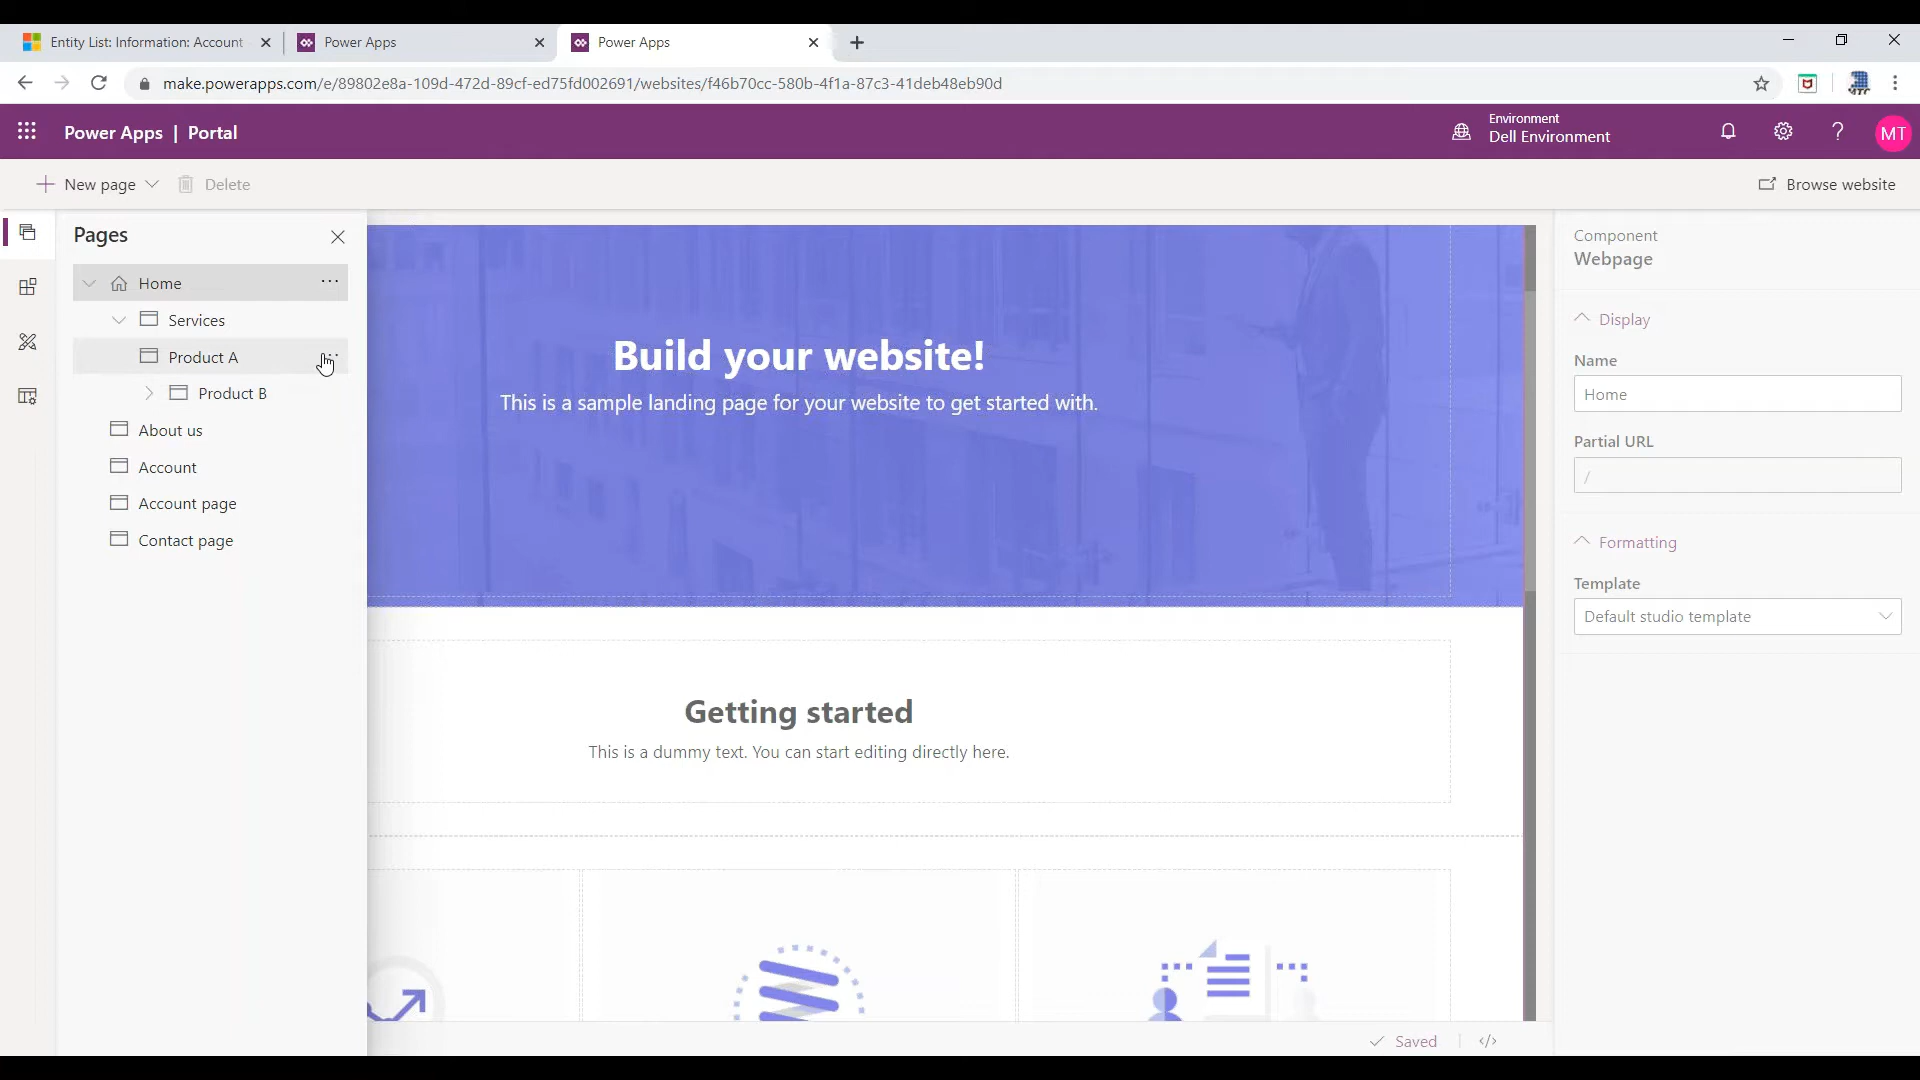 Entity List: Information: Account
Power Apps
Power Apps
make.powerapps.com/e/89802e8a-109d-472d-89cf-ed75fd002691/websites/f46b70cc-580b-4f1a-87c3-41deb48eb90d
Power Apps | Portal
Environment
Dell Environment
MT
New page
Delete
Browse website
Pages
Home
Services
Product A
Product B
About us
Account
Account page
Contact page
Build your website!
This is a sample landing page for your website to get started with.
Getting started
This is a dummy text. You can start editing directly here.
Component
Webpage
Display
Name
Home
Partial URL
/
Formatting
Template
Default studio template
Saved
</>